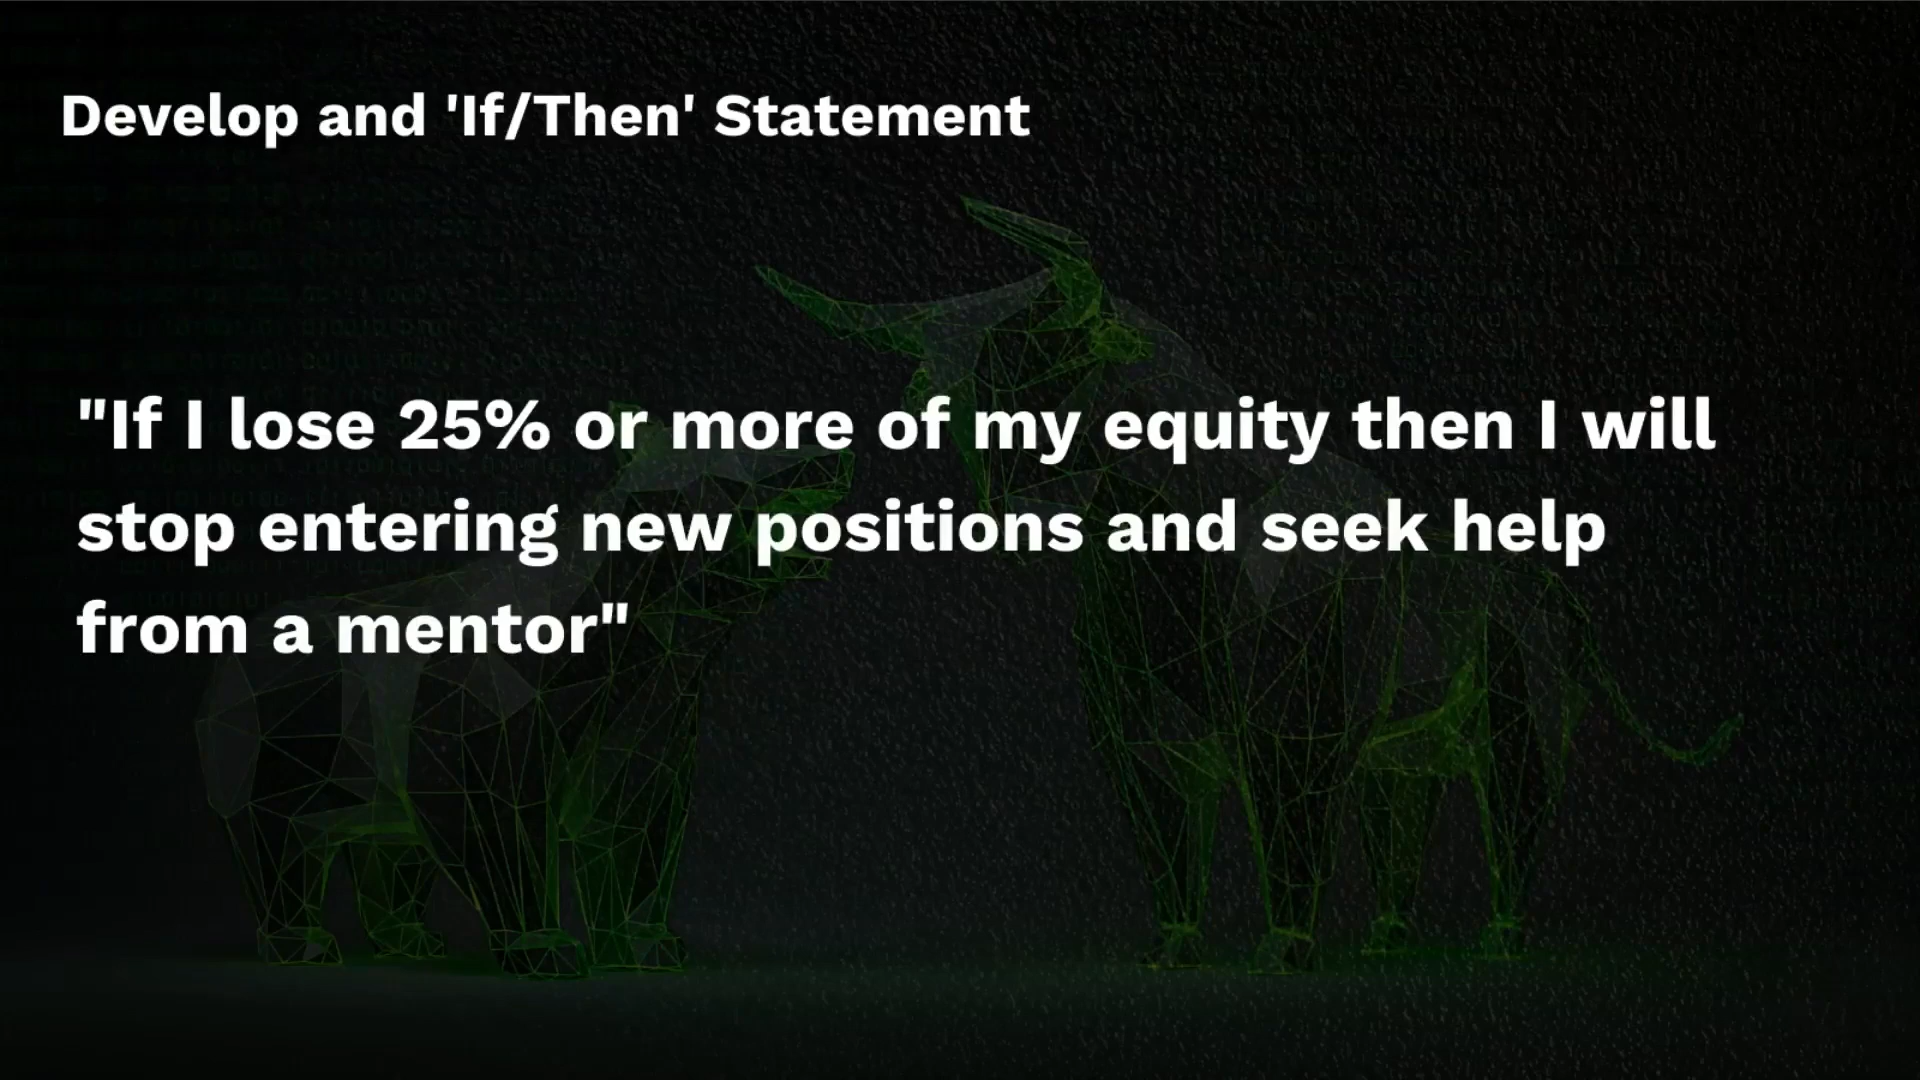 Develop and 'If/Then' Statement
"If I lose 25% or more of my equity then I will
stop entering new positions and seek help
from a mentor"